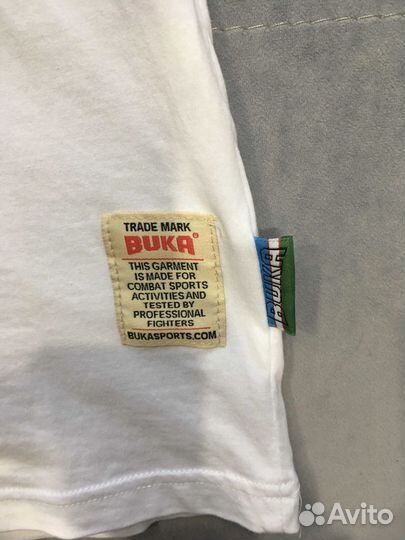 TRADE MARK
BUKA®
THIS GARMENT
IS MADE FOR
COMBAT SPORTS
ACTIVITIES AND
TESTED BY
PROFESSIONAL
FIGHTERS
BUKASPORTS.COM
BUKA
Avito